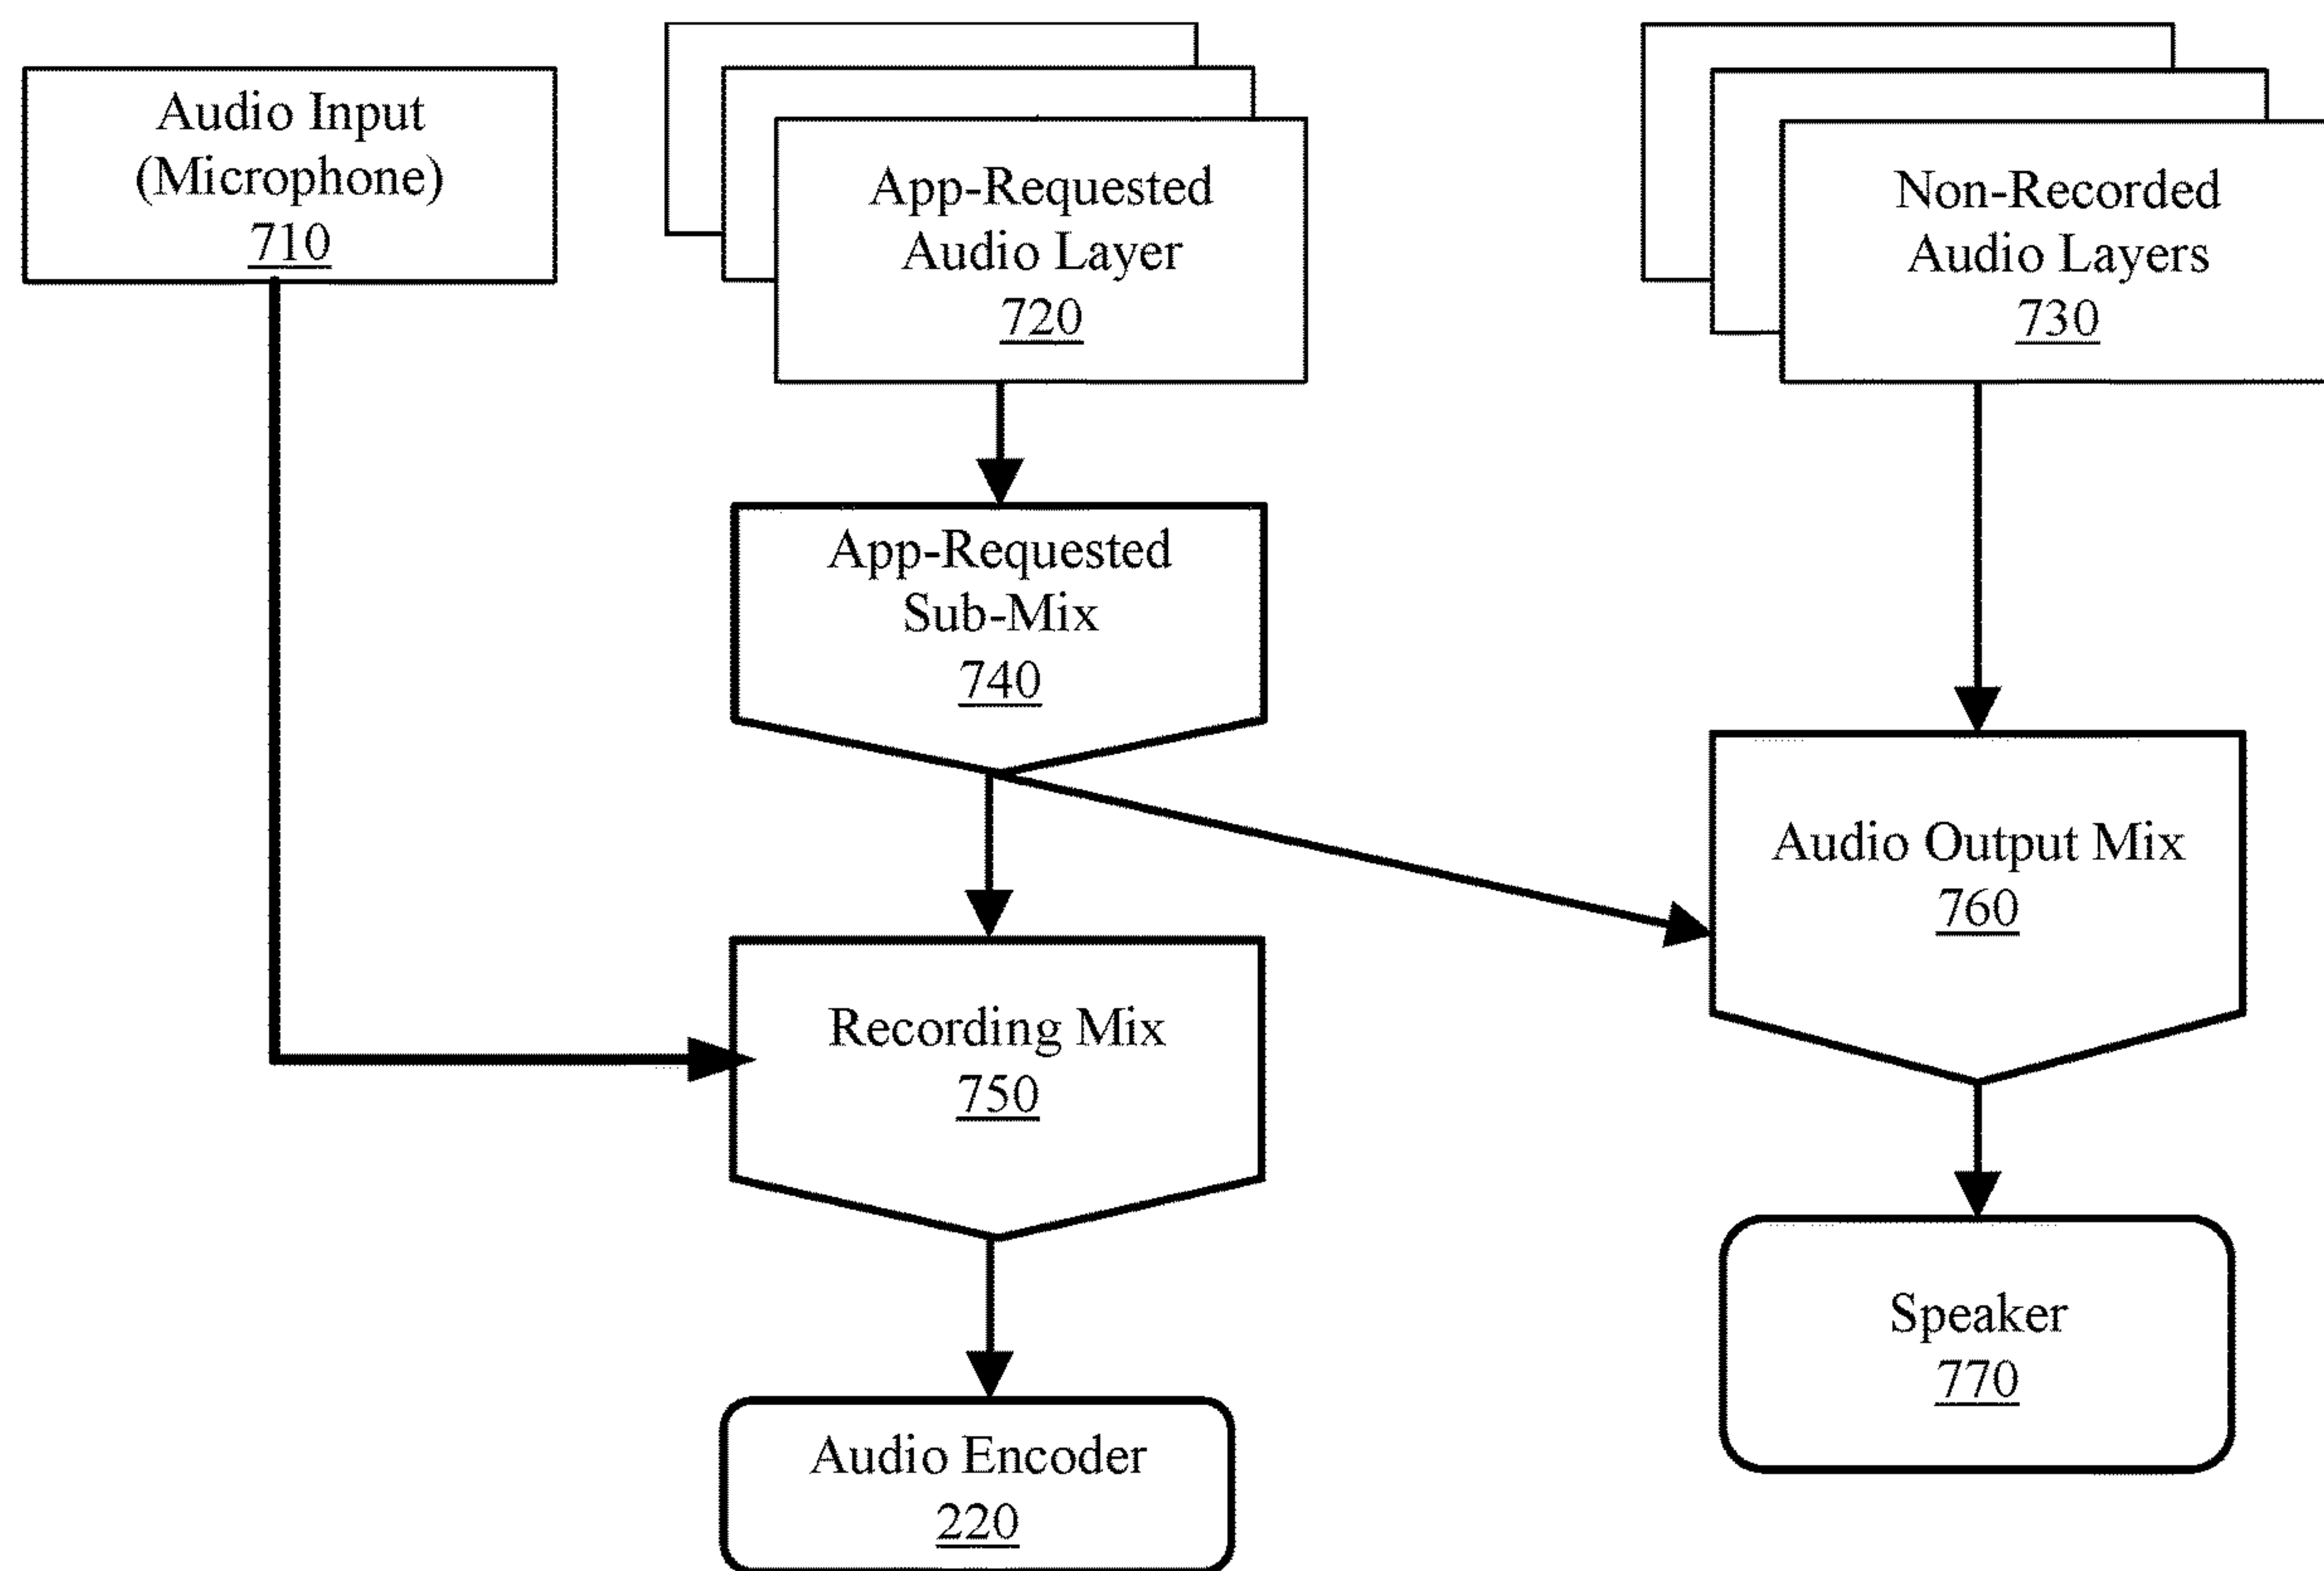 Audio Input
(Microphone)
710
App-Requested
Audio Layer
720
Non-Recorded
Audio Layers
730
App-Requested
Sub-Mix
740
Audio Output Mix
760
Recording Mix
750
Speaker
770
Audio Encoder
220